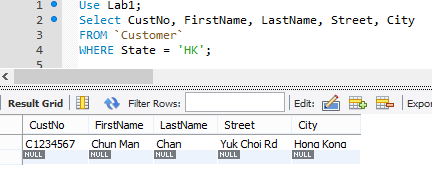 1 Use Lab1;
2 Select CustNo, FirstName, LastName, Street, City
3 FROM `Customer`
4 WHERE State = 'HK';
5
Result Grid Filter Rows: Edit: Expor
CustNo FirstName LastName Street City
C1234567 Chun Man Chan Yuk Choi Rd Hong Kong
NULL NULL NULL NULL NULL